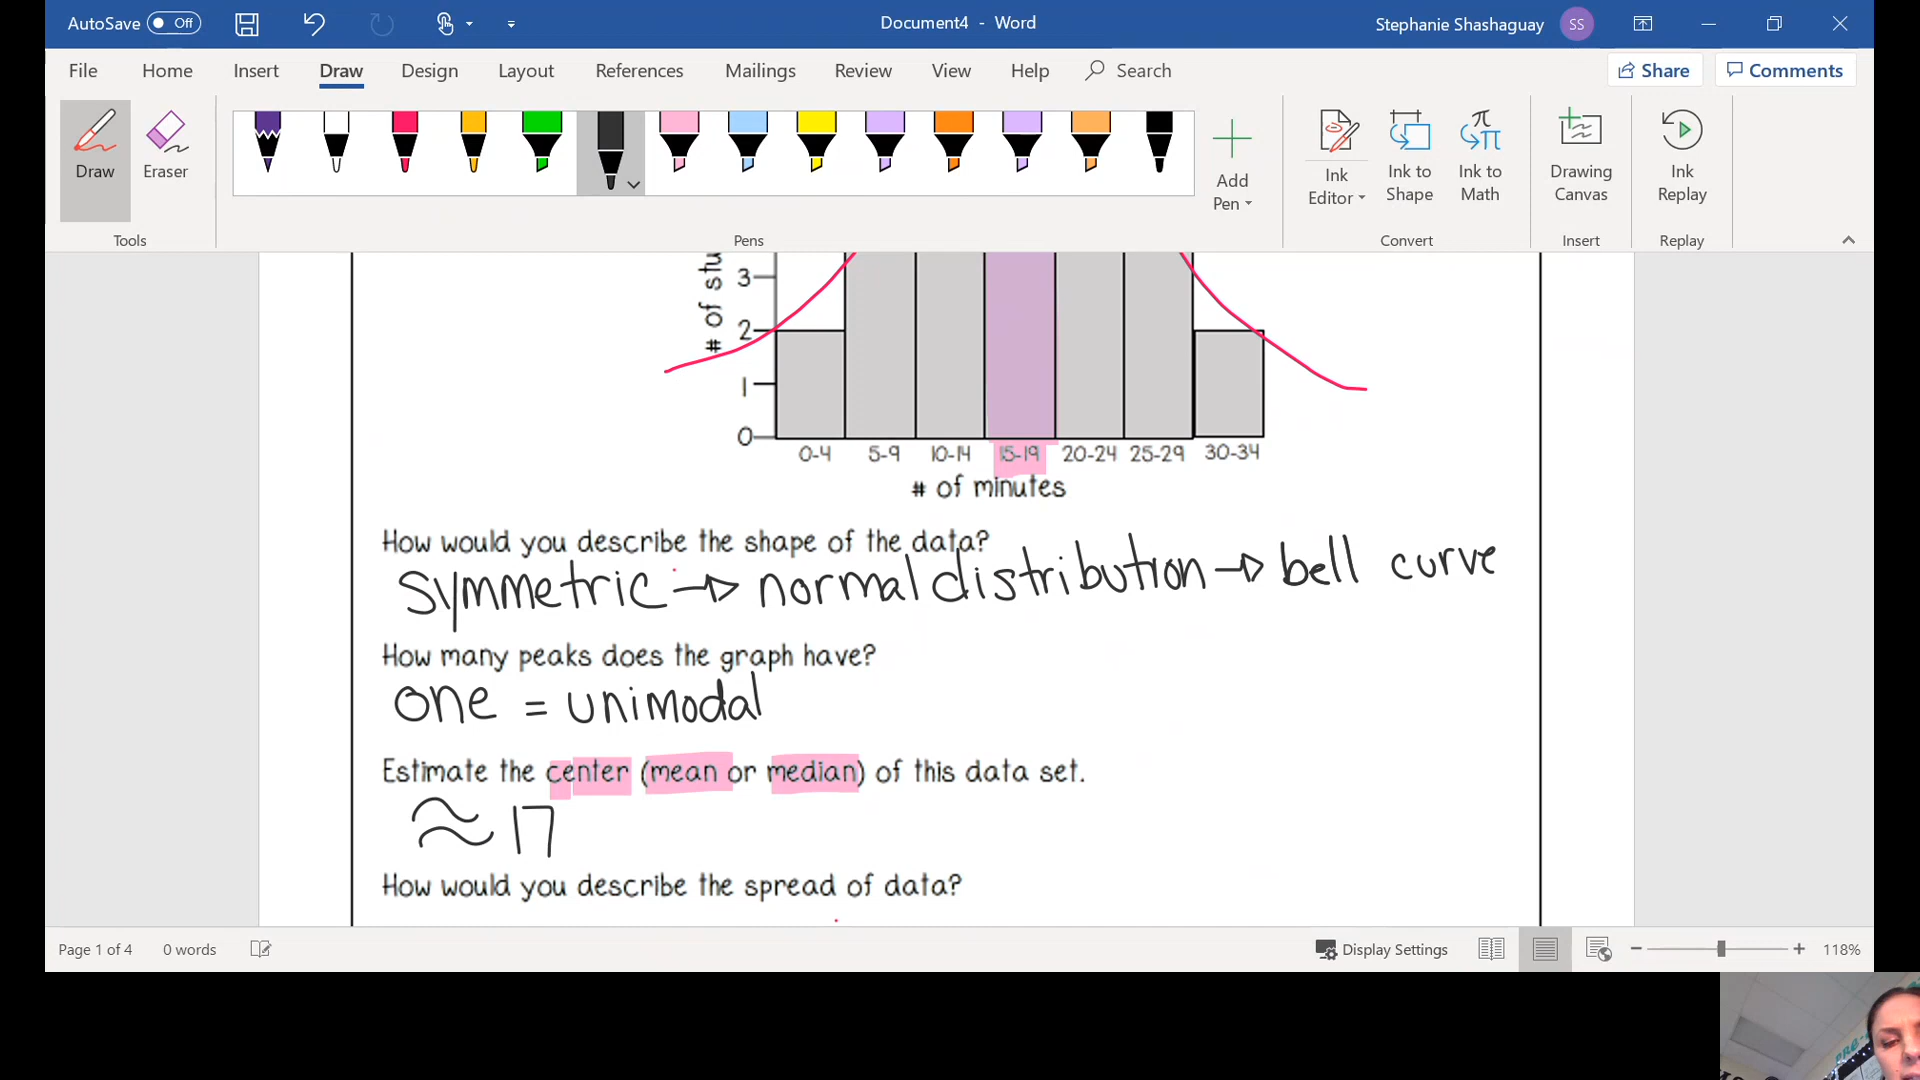 AutoSave Off Document4 - Word Stephanie Shashaguay SS
File Home Insert Draw Design Layout References Mailings Review View Help Search Share Comments
Draw Eraser Add Pen Ink Editor Ink to Shape Ink to Math Drawing Canvas Ink Replay
Tools Pens Convert Insert Replay
# of stu
3
2
1
0
0-4 5-9 10-14 15-19 20-24 25-29 30-34
# of minutes
How would you describe the shape of the data?
symmetric → normal distribution → bell curve
How many peaks does the graph have?
one = unimodal
Estimate the center (mean or median) of this data set.
≈ 17
How would you describe the spread of data?
Page 1 of 4 0 words Display Settings 118%